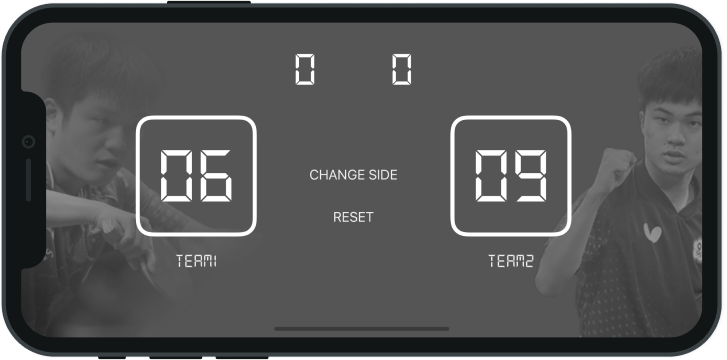 0 0
06
09
CHANGE SIDE
RESET
TEAM1
TEAM2